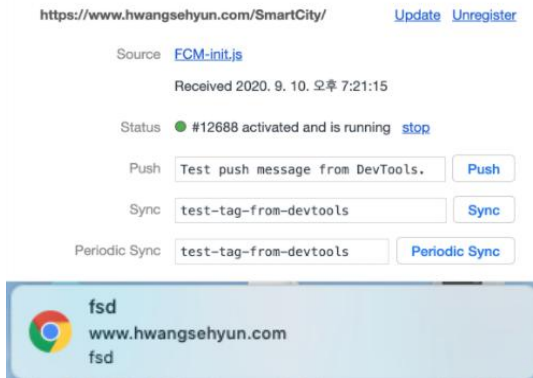 https://www.hwangsehyun.com/SmartCity/ Update Unregister
Source FCM-init.js
Received 2020. 9. 10. 오후 7:21:15
Status #12688 activated and is running stop
Push Test push message from DevTools. Push
Sync test-tag-from-devtools Sync
Periodic Sync test-tag-from-devtools Periodic Sync
fsd
www.hwangsehyun.com
fsd